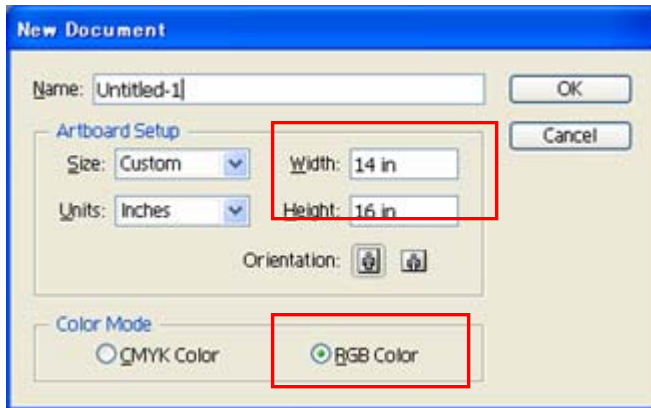 New Document
Name: Untitled-1
OK
Artboard Setup
Cancel
Size: Custom Width: 14 in
Units: Inches Height: 16 in
Orientation:
Color Mode
CMYK Color RGB Color